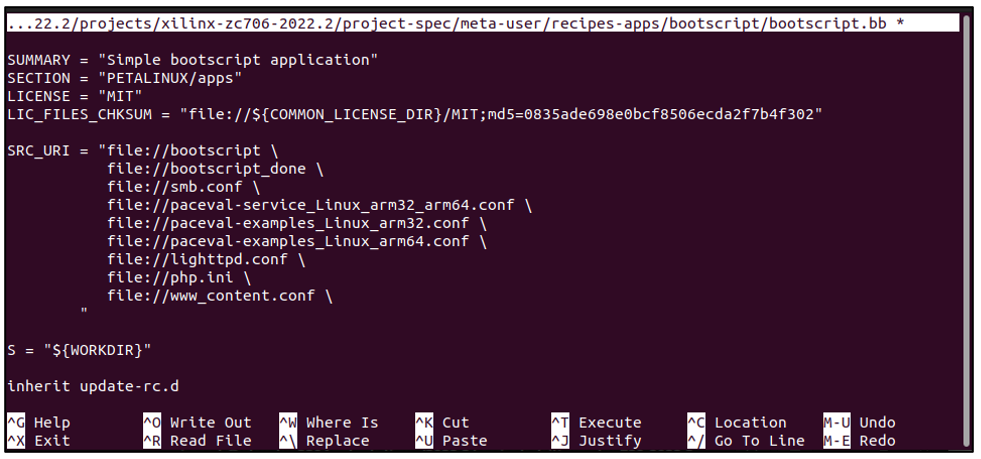 ...22.2/projects/xilinx-zc706-2022.2/project-spec/meta-user/recipes-apps/bootscript/bootscript.bb *
SUMMARY = "Simple bootscript application"
SECTION = "PETALINUX/apps"
LICENSE = "MIT"
LIC_FILES_CHKSUM = "file://${COMMON_LICENSE_DIR}/MIT;md5=0835ade698e0bcf8506ecda2f7b4f302"
SRC_URI = "file://bootscript \
file://bootscript_done \
file://smb.conf \
file://paceval-service_Linux_arm32_arm64.conf \
file://paceval-examples_Linux_arm32.conf \
file://paceval-examples_Linux_arm64.conf \
file://lighttpd.conf \
file://php.ini \
file://www_content.conf \
"
S = "${WORKDIR}"
inherit update-rc.d
^G Help ^O Write Out ^W Where Is ^K Cut ^T Execute ^C Location M-U Undo
^X Exit ^R Read File ^\ Replace ^U Paste ^J Justify ^/ Go To Line M-E Redo